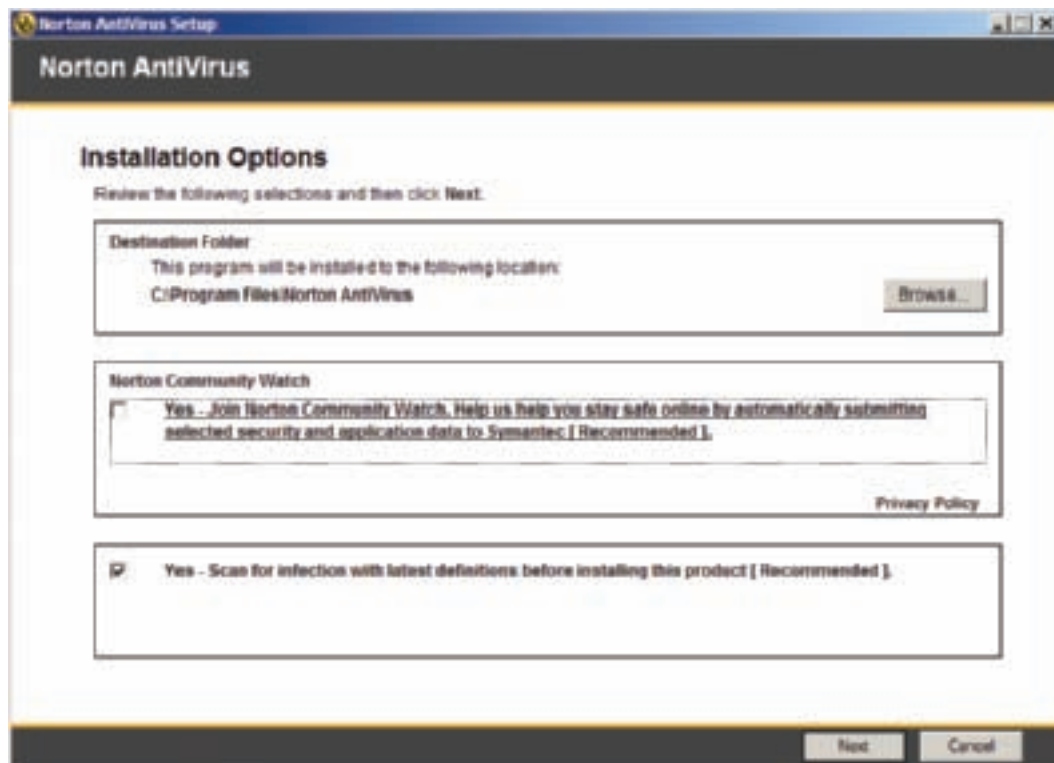 Norton AntiVirus Setup
Norton AntiVirus
Installation Options
Review the following selections and then click Next.
Destination Folder
This program will be installed to the following location:
C:\Program Files\Norton AntiVirus
Browse...
Norton Community Watch
Yes - Join Norton Community Watch. Help us help you stay safe online by automatically submitting
selected security and application data to Symantec [ Recommended ].
Privacy Policy
Yes - Scan for infection with latest definitions before installing this product [ Recommended ].
Next
Cancel